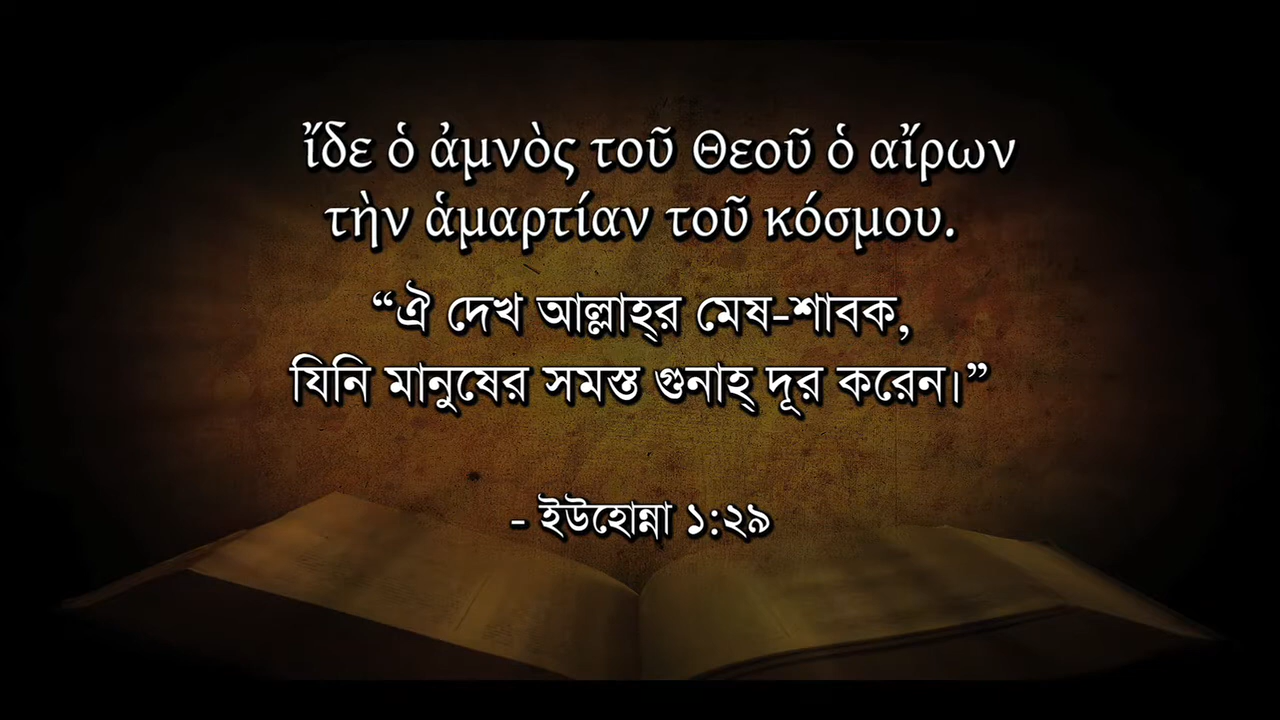 ἴδε ὁ ἀμνὸς τοῦ Θεοῦ ὁ αἴρων
τὴν ἁμαρτίαν τοῦ κόσμου.
“ঐ দেখ আল্লাহ্‌র মেষ-শাবক,
যিনি মানুষের সমস্ত গুনাহ্‌ দূর করেন।”
- ইউহোন্না ১:২৯